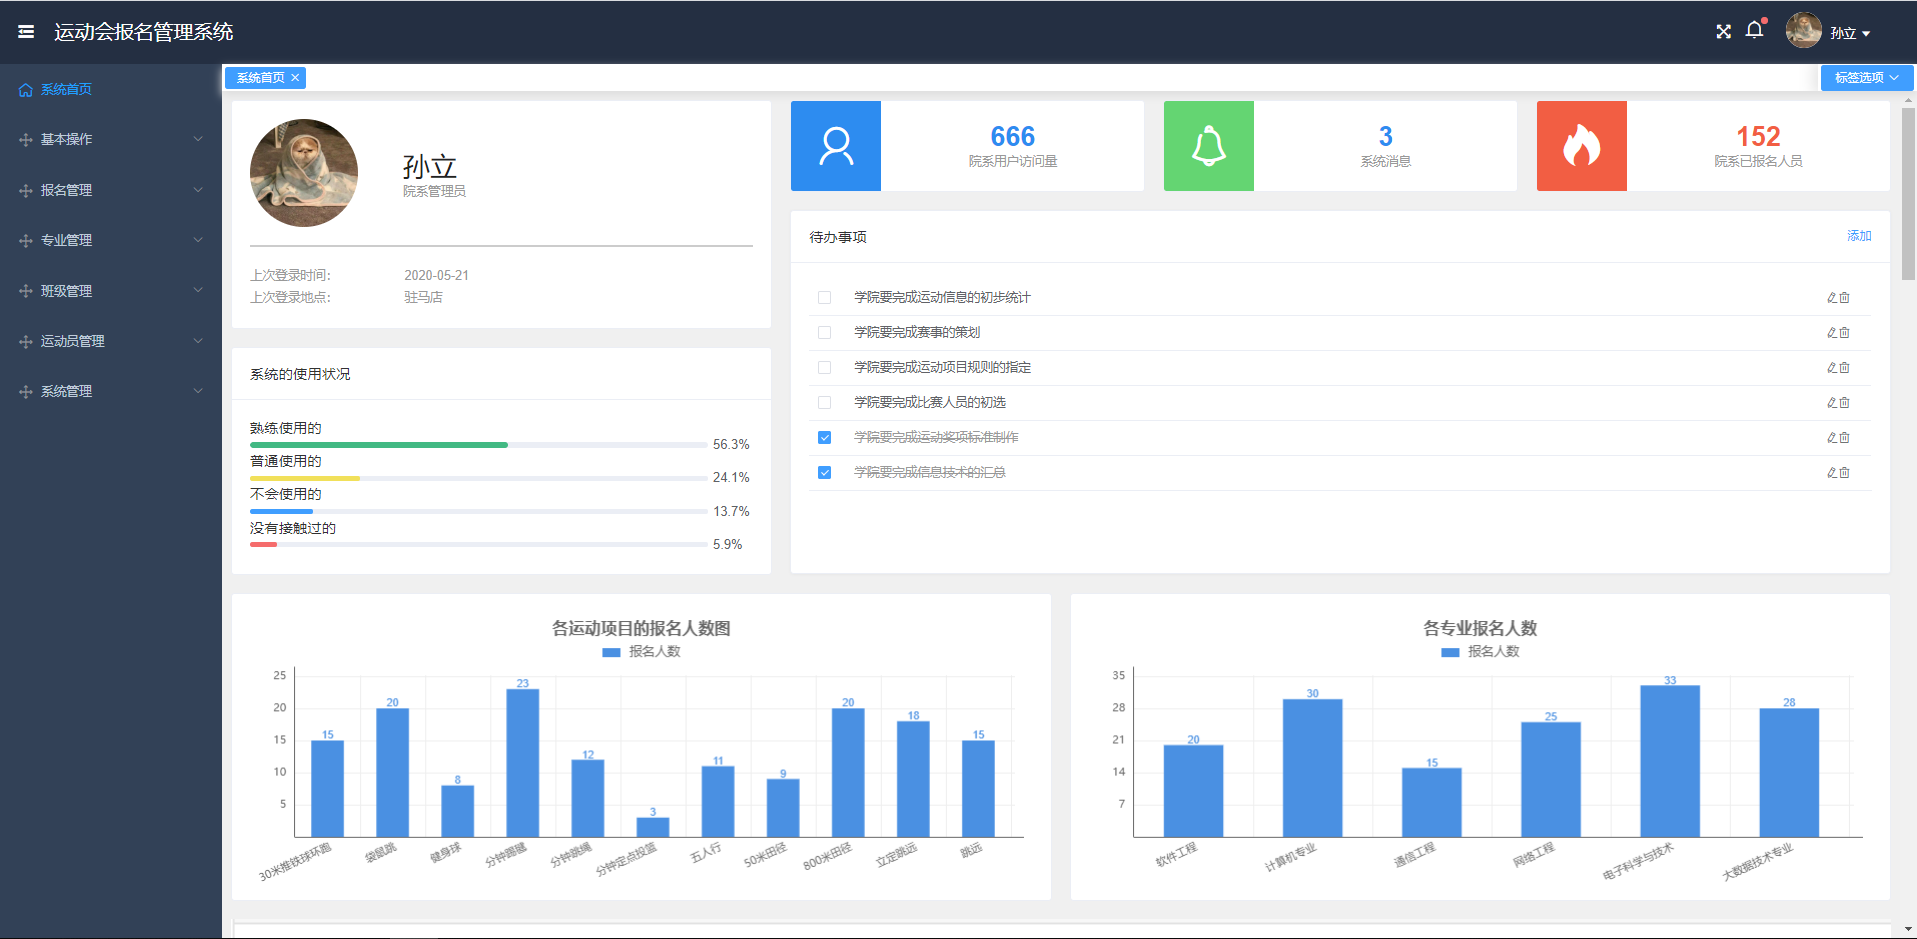 运动会报名管理系统
孙立
系统首页
基本操作
报名管理
专业管理
班级管理
运动员管理
系统管理
系统首页
标签选项
孙立
院系管理员
上次登录时间:
2020-05-21
上次登录地点:
驻马店
666
院系用户访问量
3
系统消息
152
院系已报名人员
待办事项
添加
学院要完成运动信息的初步统计
学院要完成赛事的策划
学院要完成运动项目规则的指定
学院要完成比赛人员的初选
学院要完成运动奖项标准制作
学院要完成信息技术的汇总
系统的使用状况
熟练使用的
56.3%
普通使用的
24.1%
不会使用的
13.7%
没有接触过的
5.9%
各运动项目的报名人数图
报名人数
25
20
15
10
5
15
20
8
23
12
3
11
9
20
18
15
30米推铁球环跑
袋鼠跳
健身球
分钟踢毽
分钟跳绳
分钟定点投篮
五人行
50米田径
800米田径
立定跳远
跳远
各专业报名人数
报名人数
35
28
21
14
7
20
30
15
25
33
28
软件工程
计算机专业
通信工程
网络工程
电子科学与技术
大数据技术专业